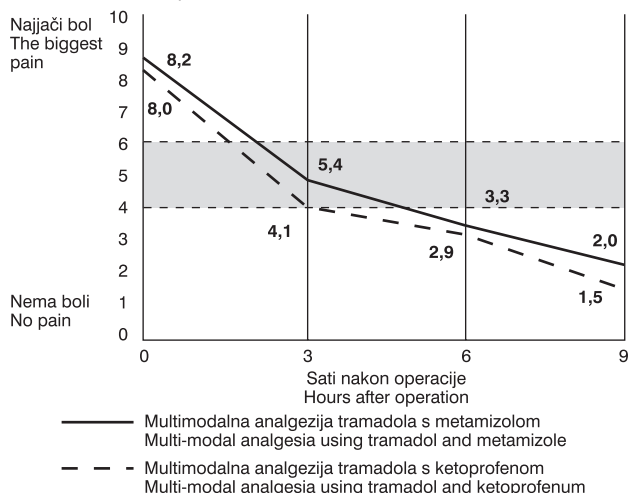 Najjači bol
The biggest
pain
10
9
8
7
6
5
4
3
2
1
0
Nema boli
No pain
8,2
8,0
5,4
4,1
3,3
2,9
2,0
1,5
0
3
6
9
Sati nakon operacije
Hours after operation
Multimodalna analgezija tramadola s metamizolom
Multi-modal analgesia using tramadol and metamizole
Multimodalna analgezija tramadola s ketoprofenom
Multi-modal analgesia using tramadol and ketoprofenum